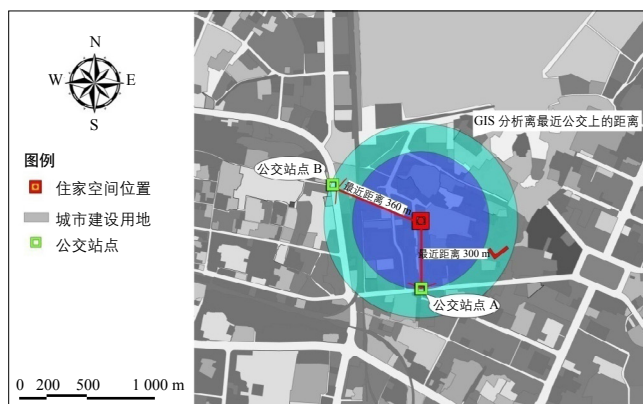 N
W E
S
图例
住家空间位置
城市建设用地
公交站点
0 200 500 1 000 m
GIS 分析离最近公交上的距离
公交站点 B
最近距离 360 m
最近距离 300 m
公交站点 A